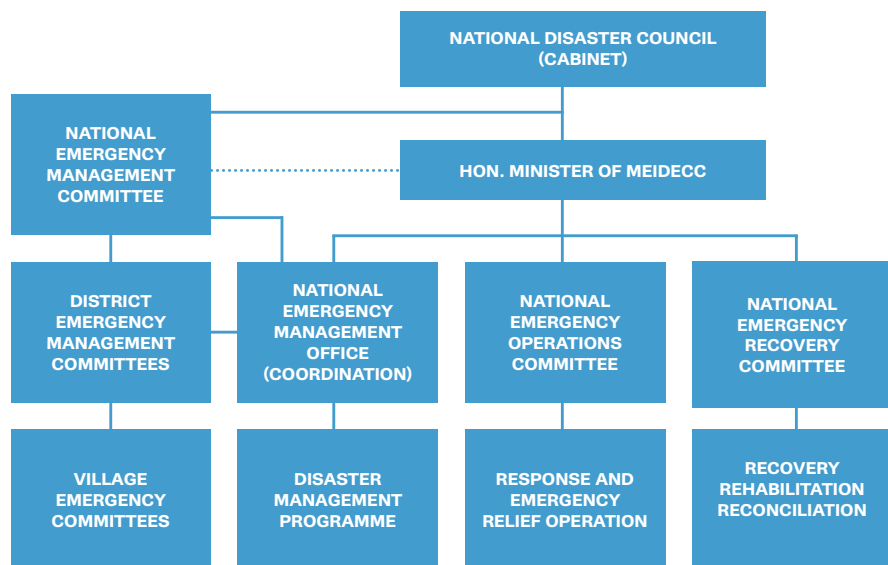 NATIONAL DISASTER COUNCIL
(CABINET)
NATIONAL
EMERGENCY
MANAGEMENT
COMMITTEE
HON. MINISTER OF MEIDECC
DISTRICT
EMERGENCY
MANAGEMENT
COMMITTEES
NATIONAL
EMERGENCY
MANAGEMENT
OFFICE
(COORDINATION)
NATIONAL
EMERGENCY
OPERATIONS
COMMITTEE
NATIONAL
EMERGENCY
RECOVERY
COMMITTEE
VILLAGE
EMERGENCY
COMMITTEES
DISASTER
MANAGEMENT
PROGRAMME
RESPONSE AND
EMERGENCY
RELIEF OPERATION
RECOVERY
REHABILITATION
RECONCILIATION